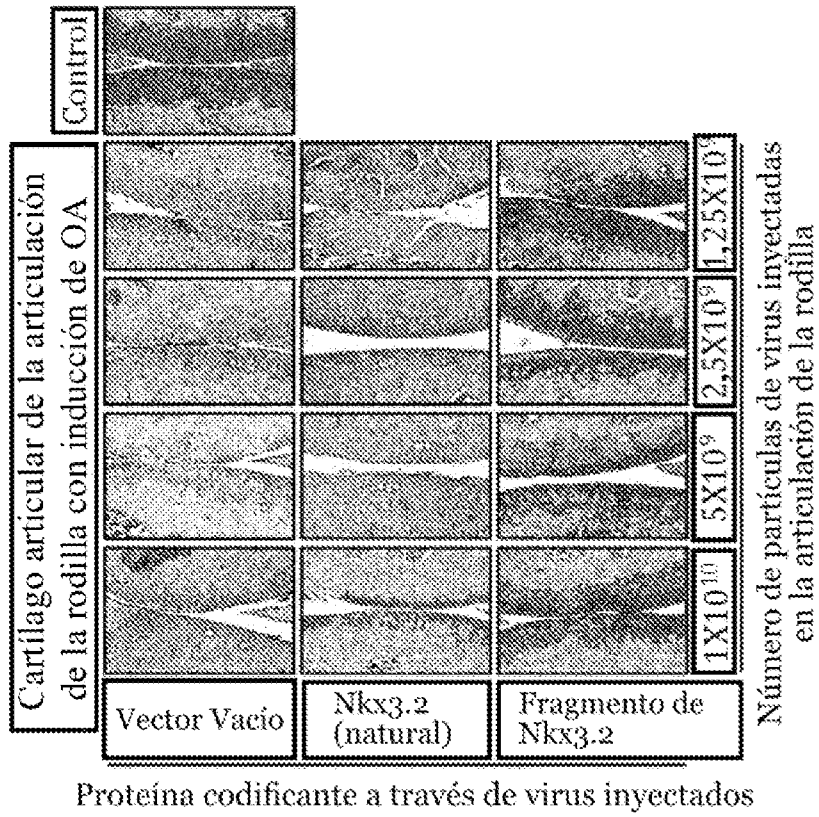 Control
Cartílago articular de la articulación
de la rodilla con inducción de OA
1,25X10⁹
2,5X10⁹
5X10⁹
1X10¹⁰
Número de partículas de virus inyectadas
en la articulación de la rodilla
Vector Vacío
Nkx3.2
(natural)
Fragmento de
Nkx3.2
Proteína codificante a través de virus inyectados